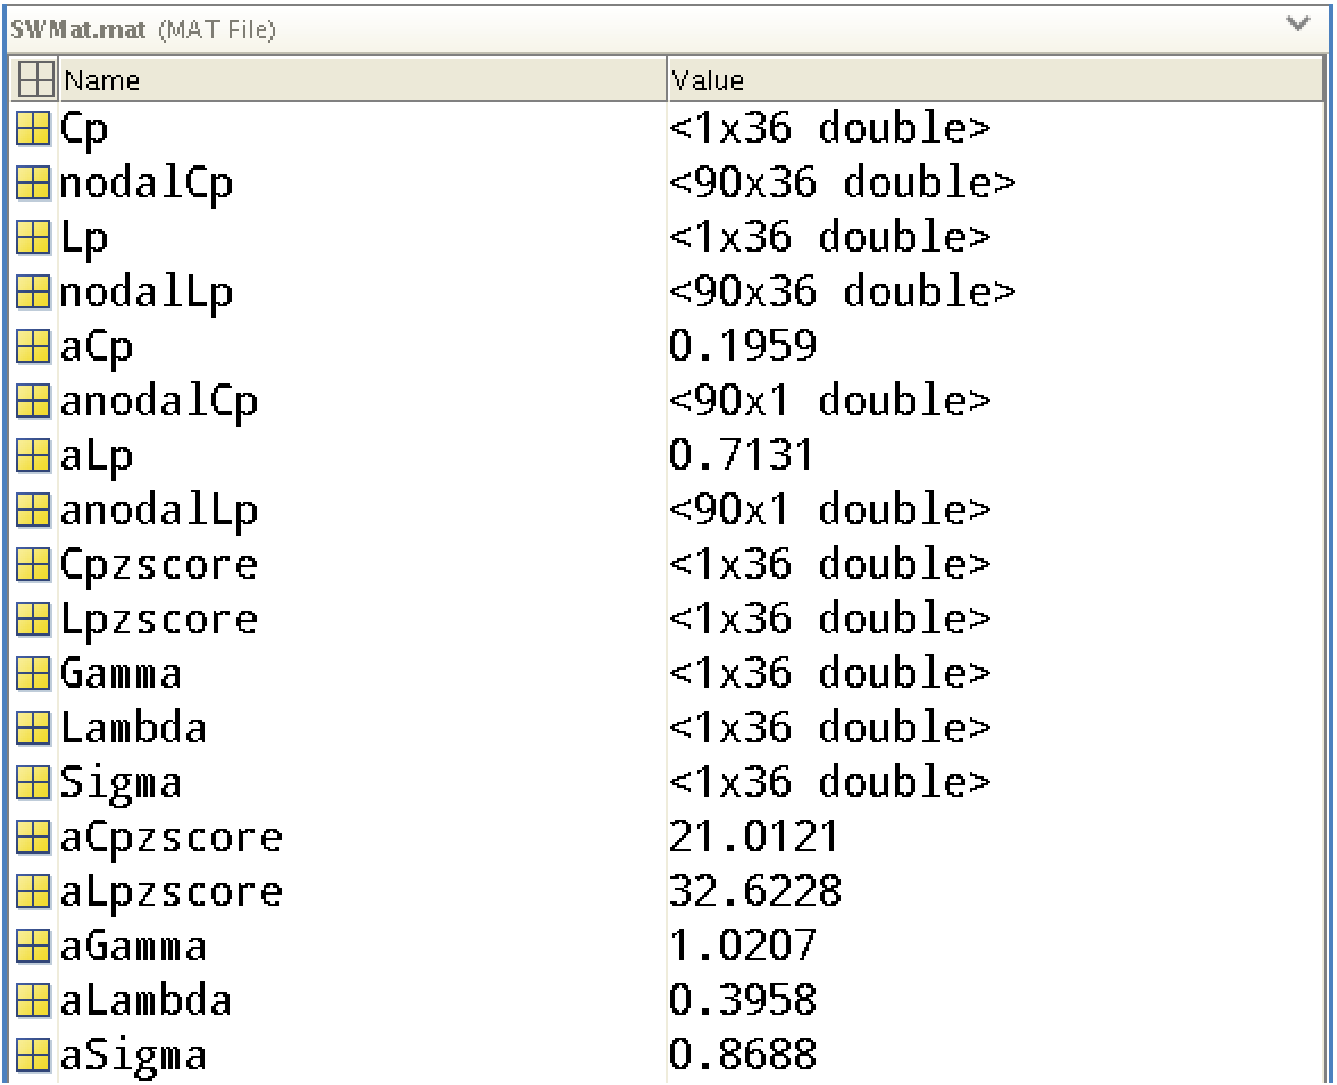 SWMat.mat (MAT File)
Name Value
Cp <1x36 double>
nodalCp <90x36 double>
Lp <1x36 double>
nodalLp <90x36 double>
aCp 0.1959
anodalCp <90x1 double>
aLp 0.7131
anodalLp <90x1 double>
Cpzscore <1x36 double>
Lpzscore <1x36 double>
Gamma <1x36 double>
Lambda <1x36 double>
Sigma <1x36 double>
aCpzscore 21.0121
aLpzscore 32.6228
aGamma 1.0207
aLambda 0.3958
aSigma 0.8688